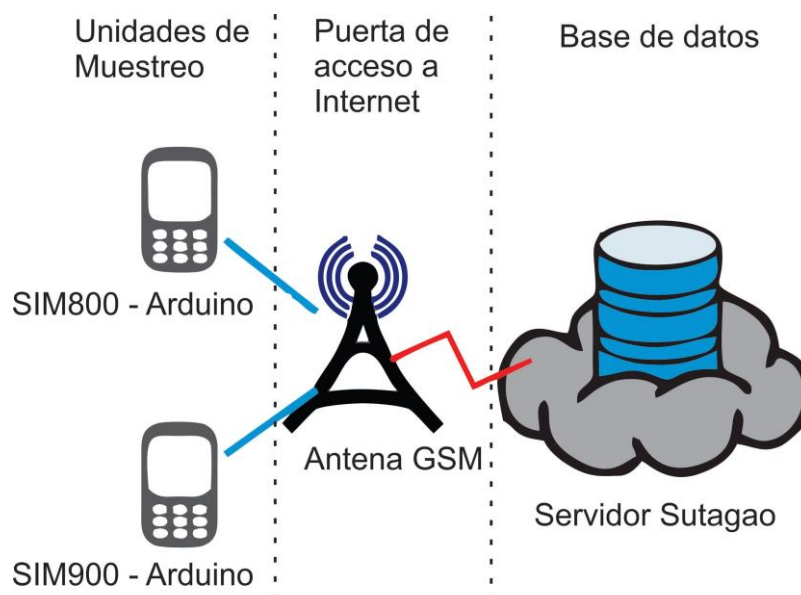 Unidades de
Muestreo
Puerta de
acceso a
Internet
Base de datos
SIM800 - Arduino
Antena GSM
Servidor Sutagao
SIM900 - Arduino